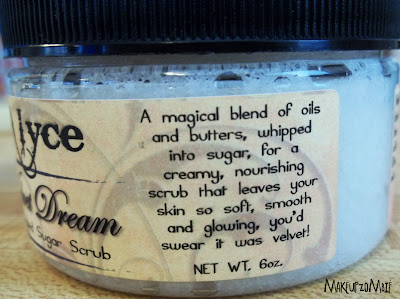 Lyce
Dream
Sugar Scrub
A magical blend of oils
and butters, whipped
into sugar, for a
creamy, nourishing
scrub that leaves your
skin so soft, smooth
and glowing, you'd
swear it was velvet!
NET WT. 6oz.